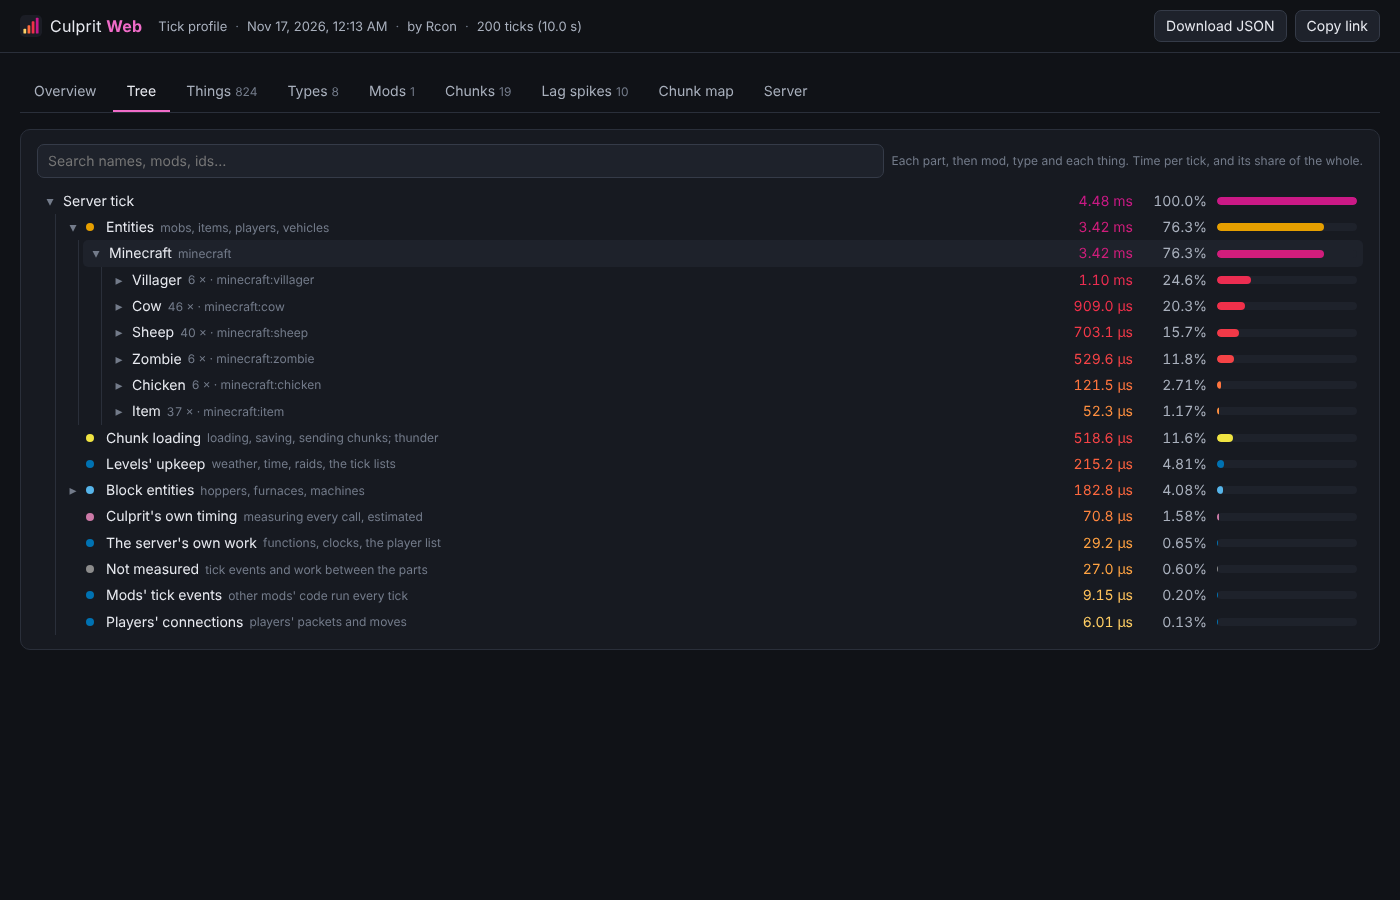 Culprit Web Tick profile · Nov 17, 2026, 12:13 AM · by Rcon · 200 ticks (10.0 s) Download JSON Copy link
Overview Tree Things 824 Types 8 Mods 1 Chunks 19 Lag spikes 10 Chunk map Server
Search names, mods, ids... Each part, then mod, type and each thing. Time per tick, and its share of the whole.
▼ Server tick 4.48 ms 100.0%
▼ Entities mobs, items, players, vehicles 3.42 ms 76.3%
▼ Minecraft minecraft 3.42 ms 76.3%
► Villager 6 × · minecraft:villager 1.10 ms 24.6%
► Cow 46 × · minecraft:cow 909.0 µs 20.3%
► Sheep 40 × · minecraft:sheep 703.1 µs 15.7%
► Zombie 6 × · minecraft:zombie 529.6 µs 11.8%
► Chicken 6 × · minecraft:chicken 121.5 µs 2.71%
► Item 37 × · minecraft:item 52.3 µs 1.17%
Chunk loading loading, saving, sending chunks; thunder 518.6 µs 11.6%
Levels' upkeep weather, time, raids, the tick lists 215.2 µs 4.81%
► Block entities hoppers, furnaces, machines 182.8 µs 4.08%
Culprit's own timing measuring every call, estimated 70.8 µs 1.58%
The server's own work functions, clocks, the player list 29.2 µs 0.65%
Not measured tick events and work between the parts 27.0 µs 0.60%
Mods' tick events other mods' code run every tick 9.15 µs 0.20%
Players' connections players' packets and moves 6.01 µs 0.13%